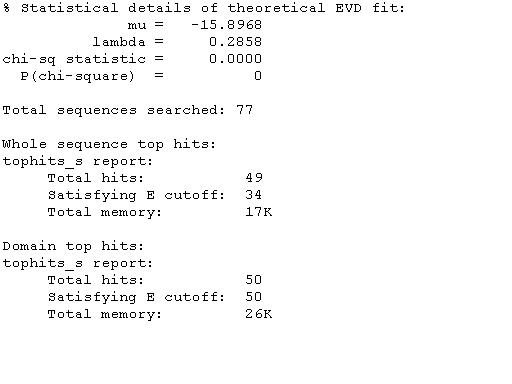 % Statistical details of theoretical EVD fit:
mu = -15.8968
lambda = 0.2858
chi-sq statistic = 0.0000
P(chi-square) = 0
Total sequences searched: 77
Whole sequence top hits:
tophits_s report:
Total hits: 49
Satisfying E cutoff: 34
Total memory: 17K
Domain top hits:
tophits_s report:
Total hits: 50
Satisfying E cutoff: 50
Total memory: 26K